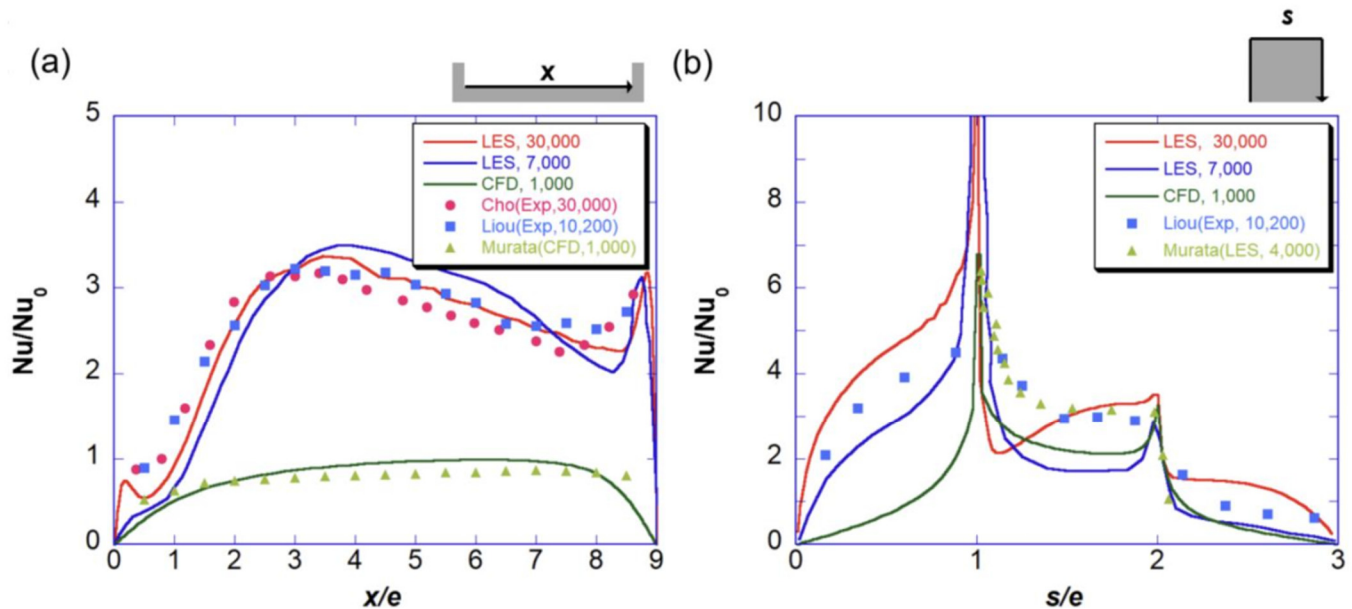 (a)
x
5
4
3
2
1
0
Nu/Nu0
LES, 30,000
LES, 7,000
CFD, 1,000
Cho(Exp,30,000)
Liou(Exp,10,200)
Murata(CFD,1,000)
0 1 2 3 4 5 6 7 8 9
x/e
(b)
s
10
8
6
4
2
0
Nu/Nu0
LES, 30,000
LES, 7,000
CFD, 1,000
Liou(Exp, 10,200)
Murata(LES, 4,000)
0 1 2 3
s/e